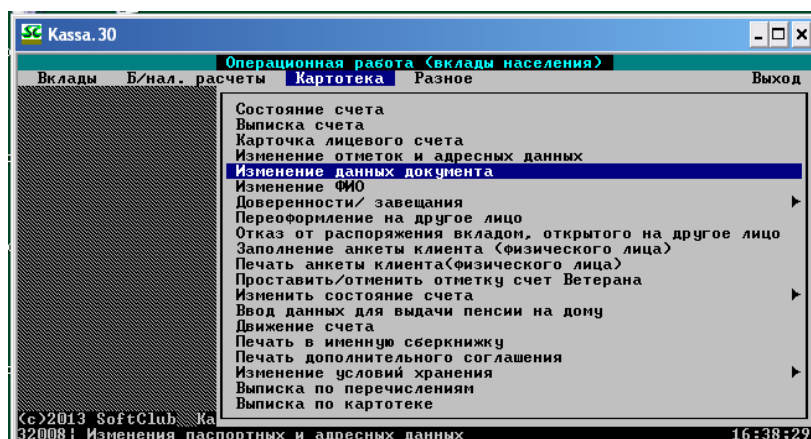 Kassa.30
Операционная работа (вклады населения)
Вклады Б/нал. расчеты Картотека Разное Выход
Состояние счета
Выписка счета
Карточка лицевого счета
Изменение отметок и адресных данных
Изменение данных документа
Изменение ФИО
Доверенности/ завещания
Переоформление на другое лицо
Отказ от распоряжения вкладом, открытого на другое лицо
Заполнение анкеты клиента (физического лица)
Печать анкеты клиента(физического лица)
Проставить/отменить отметку счет Ветерана
Изменить состояние счета
Ввод данных для выдачи пенсии на дому
Движение счета
Печать в именную сберкнижку
Печать дополнительного соглашения
Изменение условий хранения
Выписка по перечислениям
Выписка по картотеке
(c)2013 SoftClub Ка
32008¦ Изменения паспортных и адресных данных 16:38:29